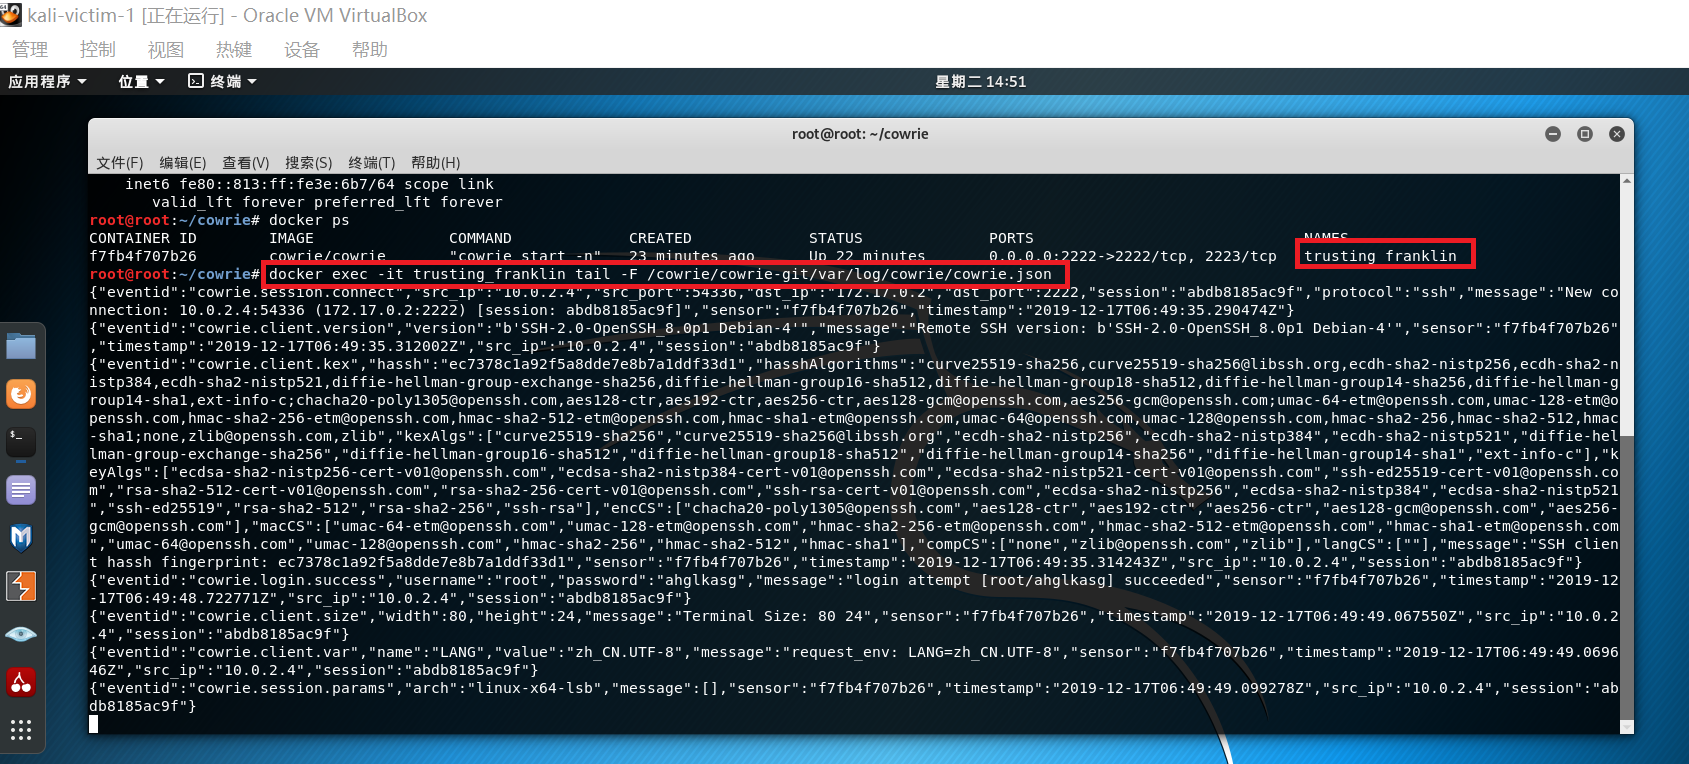 kali-victim-1 [正在运行] - Oracle VM VirtualBox
管理 控制 视图 热键 设备 帮助
应用程序 位置 终端 星期二 14:51
root@root: ~/cowrie
文件(F) 编辑(E) 查看(V) 搜索(S) 终端(T) 帮助(H)
inet6 fe80::813:ff:fe3e:6b7/64 scope link
valid_lft forever preferred_lft forever
root@root:~/cowrie# docker ps
CONTAINER ID IMAGE COMMAND CREATED STATUS PORTS NAMES
f7fb4f707b26 cowrie/cowrie "cowrie start -n" 23 minutes ago Up 22 minutes 0.0.0.0:2222->2222/tcp, 2223/tcp trusting_franklin
root@root:~/cowrie# docker exec -it trusting_franklin tail -F /cowrie/cowrie-git/var/log/cowrie/cowrie.json
{"eventid":"cowrie.session.connect","src_ip":"10.0.2.4","src_port":54336,"dst_ip":"172.17.0.2","dst_port":2222,"session":"abdb8185ac9f","protocol":"ssh","message":"New co
nnection: 10.0.2.4:54336 (172.17.0.2:2222) [session: abdb8185ac9f]","sensor":"f7fb4f707b26","timestamp":"2019-12-17T06:49:35.290474Z"}
{"eventid":"cowrie.client.version","version":"b'SSH-2.0-OpenSSH_8.0p1 Debian-4'","message":"Remote SSH version: b'SSH-2.0-OpenSSH_8.0p1 Debian-4'","sensor":"f7fb4f707b26"
,"timestamp":"2019-12-17T06:49:35.312002Z","src_ip":"10.0.2.4","session":"abdb8185ac9f"}
{"eventid":"cowrie.client.kex","hassh":"ec7378c1a92f5a8dde7e8b7a1ddf33d1","hasshAlgorithms":"curve25519-sha256,curve25519-sha256@libssh.org,ecdh-sha2-nistp256,ecdh-sha2-n
istp384,ecdh-sha2-nistp521,diffie-hellman-group-exchange-sha256,diffie-hellman-group16-sha512,diffie-hellman-group18-sha512,diffie-hellman-group14-sha256,diffie-hellman-g
roup14-sha1,ext-info-c;chacha20-poly1305@openssh.com,aes128-ctr,aes192-ctr,aes256-ctr,aes128-gcm@openssh.com,aes256-gcm@openssh.com;umac-64-etm@openssh.com,umac-128-etm@o
penssh.com,hmac-sha2-256-etm@openssh.com,hmac-sha2-512-etm@openssh.com,hmac-sha1-etm@openssh.com,umac-64@openssh.com,umac-128@openssh.com,hmac-sha2-256,hmac-sha2-512,hmac
-sha1;none,zlib@openssh.com,zlib","kexAlgs":["curve25519-sha256","curve25519-sha256@libssh.org","ecdh-sha2-nistp256","ecdh-sha2-nistp384","ecdh-sha2-nistp521","diffie-hel
lman-group-exchange-sha256","diffie-hellman-group16-sha512","diffie-hellman-group18-sha512","diffie-hellman-group14-sha256","diffie-hellman-group14-sha1","ext-info-c"],"k
eyAlgs":["ecdsa-sha2-nistp256-cert-v01@openssh.com","ecdsa-sha2-nistp384-cert-v01@openssh.com","ecdsa-sha2-nistp521-cert-v01@openssh.com","ssh-ed25519-cert-v01@openssh.co
m","rsa-sha2-512-cert-v01@openssh.com","rsa-sha2-256-cert-v01@openssh.com","ssh-rsa-cert-v01@openssh.com","ecdsa-sha2-nistp256","ecdsa-sha2-nistp384","ecdsa-sha2-nistp521
","ssh-ed25519","rsa-sha2-512","rsa-sha2-256","ssh-rsa"],"encCS":["chacha20-poly1305@openssh.com","aes128-ctr","aes192-ctr","aes256-ctr","aes128-gcm@openssh.com","aes256-
gcm@openssh.com"],"macCS":["umac-64-etm@openssh.com","umac-128-etm@openssh.com","hmac-sha2-256-etm@openssh.com","hmac-sha2-512-etm@openssh.com","hmac-sha1-etm@openssh.com
","umac-64@openssh.com","umac-128@openssh.com","hmac-sha2-256","hmac-sha2-512","hmac-sha1"],"compCS":["none","zlib@openssh.com","zlib"],"langCS":[""],"message":"SSH clien
t hassh fingerprint: ec7378c1a92f5a8dde7e8b7a1ddf33d1","sensor":"f7fb4f707b26","timestamp":"2019-12-17T06:49:35.314243Z","src_ip":"10.0.2.4","session":"abdb8185ac9f"}
{"eventid":"cowrie.login.success","username":"root","password":"ahglkasg","message":"login attempt [root/ahglkasg] succeeded","sensor":"f7fb4f707b26","timestamp":"2019-12
-17T06:49:48.722771Z","src_ip":"10.0.2.4","session":"abdb8185ac9f"}
{"eventid":"cowrie.client.size","width":80,"height":24,"message":"Terminal Size: 80 24","sensor":"f7fb4f707b26","timestamp":"2019-12-17T06:49:49.067550Z","src_ip":"10.0.2
.4","session":"abdb8185ac9f"}
{"eventid":"cowrie.client.var","name":"LANG","value":"zh_CN.UTF-8","message":"request_env: LANG=zh_CN.UTF-8","sensor":"f7fb4f707b26","timestamp":"2019-12-17T06:49:49.0696
46Z","src_ip":"10.0.2.4","session":"abdb8185ac9f"}
{"eventid":"cowrie.session.params","arch":"linux-x64-lsb","message":[],"sensor":"f7fb4f707b26","timestamp":"2019-12-17T06:49:49.099278Z","src_ip":"10.0.2.4","session":"ab
db8185ac9f"}